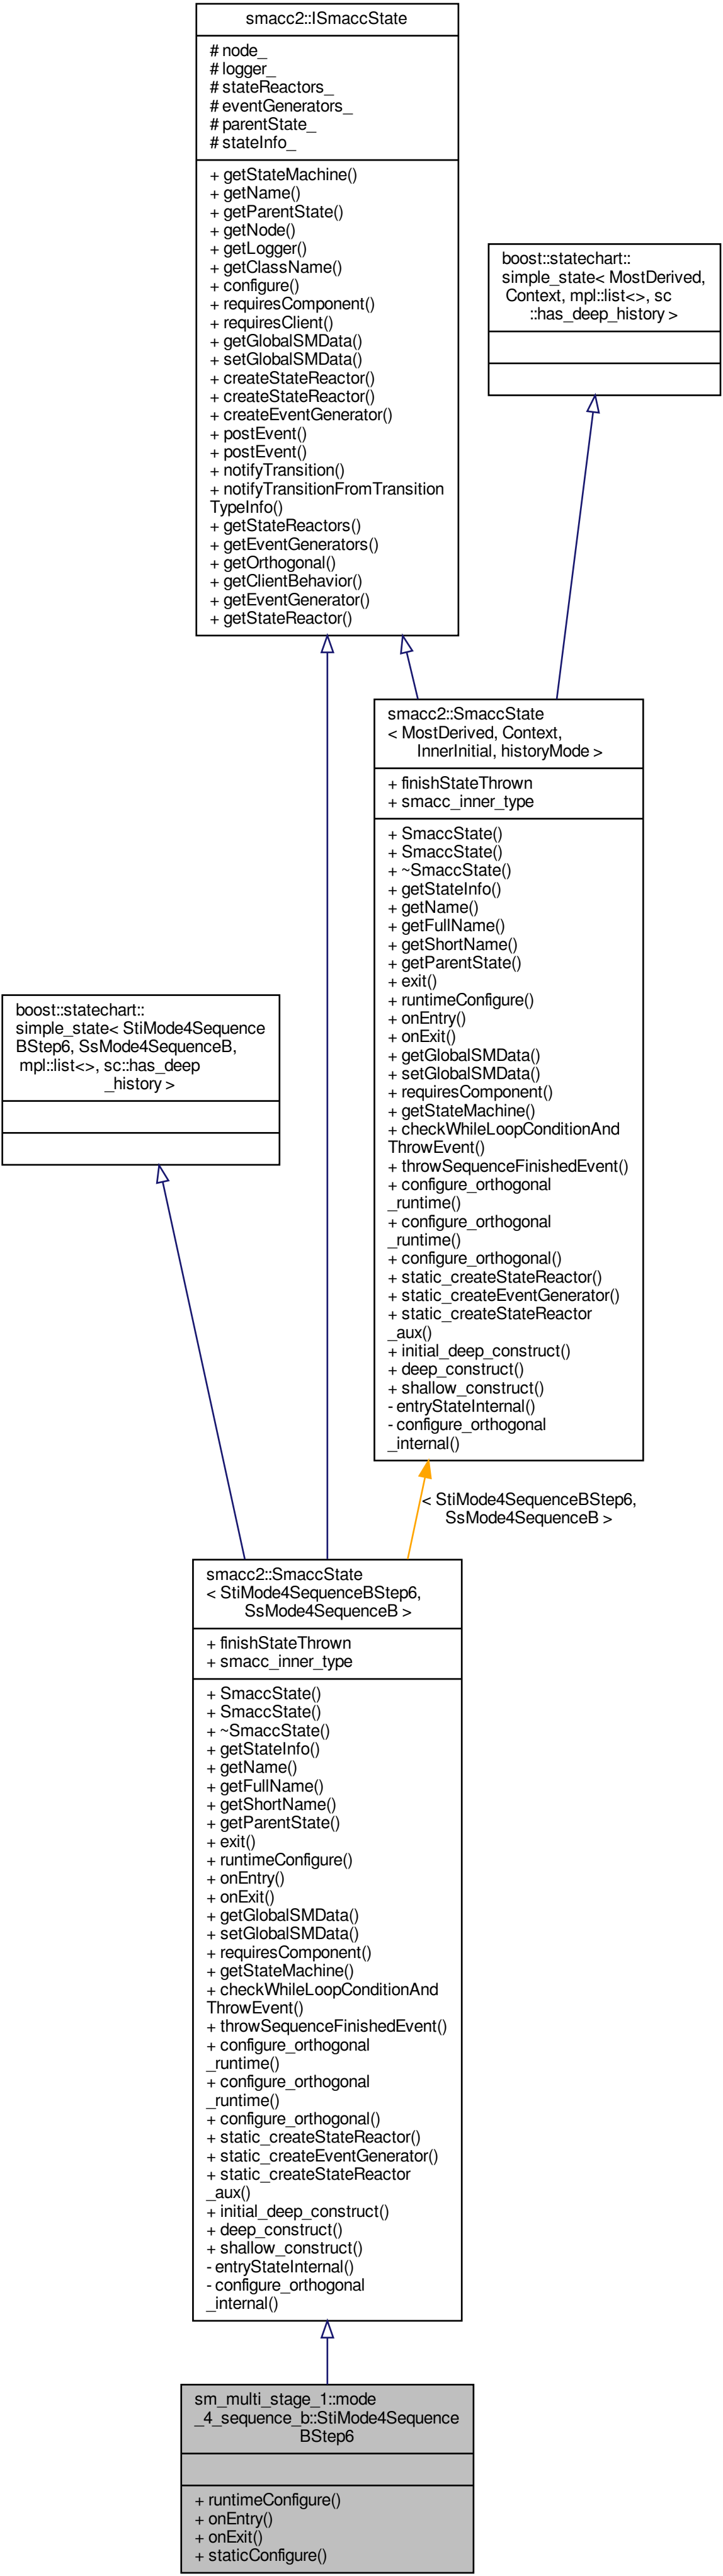 smacc2::ISmaccState
# node_
# logger_
# stateReactors_
# eventGenerators_
# parentState_
# stateInfo_
+ getStateMachine()
+ getName()
+ getParentState()
+ getNode()
+ getLogger()
+ getClassName()
+ configure()
+ requiresComponent()
+ requiresClient()
+ getGlobalSMData()
+ setGlobalSMData()
+ createStateReactor()
+ createStateReactor()
+ createEventGenerator()
+ postEvent()
+ postEvent()
+ notifyTransition()
+ notifyTransitionFromTransition
TypeInfo()
+ getStateReactors()
+ getEventGenerators()
+ getOrthogonal()
+ getClientBehavior()
+ getEventGenerator()
+ getStateReactor()
boost::statechart::
simple_state< MostDerived,
Context, mpl::list<>, sc
::has_deep_history >
smacc2::SmaccState
< MostDerived, Context,
InnerInitial, historyMode >
+ finishStateThrown
+ smacc_inner_type
+ SmaccState()
+ SmaccState()
+ ~SmaccState()
+ getStateInfo()
+ getName()
+ getFullName()
+ getShortName()
+ getParentState()
+ exit()
+ runtimeConfigure()
+ onEntry()
+ onExit()
+ getGlobalSMData()
+ setGlobalSMData()
+ requiresComponent()
+ getStateMachine()
+ checkWhileLoopConditionAnd
ThrowEvent()
+ throwSequenceFinishedEvent()
+ configure_orthogonal
_runtime()
+ configure_orthogonal
_runtime()
+ configure_orthogonal()
+ static_createStateReactor()
+ static_createEventGenerator()
+ static_createStateReactor
_aux()
+ initial_deep_construct()
+ deep_construct()
+ shallow_construct()
- entryStateInternal()
- configure_orthogonal
_internal()
boost::statechart::
simple_state< StiMode4Sequence
BStep6, SsMode4SequenceB,
mpl::list<>, sc::has_deep
_history >
< StiMode4SequenceBStep6,
SsMode4SequenceB >
smacc2::SmaccState
< StiMode4SequenceBStep6,
SsMode4SequenceB >
+ finishStateThrown
+ smacc_inner_type
+ SmaccState()
+ SmaccState()
+ ~SmaccState()
+ getStateInfo()
+ getName()
+ getFullName()
+ getShortName()
+ getParentState()
+ exit()
+ runtimeConfigure()
+ onEntry()
+ onExit()
+ getGlobalSMData()
+ setGlobalSMData()
+ requiresComponent()
+ getStateMachine()
+ checkWhileLoopConditionAnd
ThrowEvent()
+ throwSequenceFinishedEvent()
+ configure_orthogonal
_runtime()
+ configure_orthogonal
_runtime()
+ configure_orthogonal()
+ static_createStateReactor()
+ static_createEventGenerator()
+ static_createStateReactor
_aux()
+ initial_deep_construct()
+ deep_construct()
+ shallow_construct()
- entryStateInternal()
- configure_orthogonal
_internal()
sm_multi_stage_1::mode
_4_sequence_b::StiMode4Sequence
BStep6
+ runtimeConfigure()
+ onEntry()
+ onExit()
+ staticConfigure()